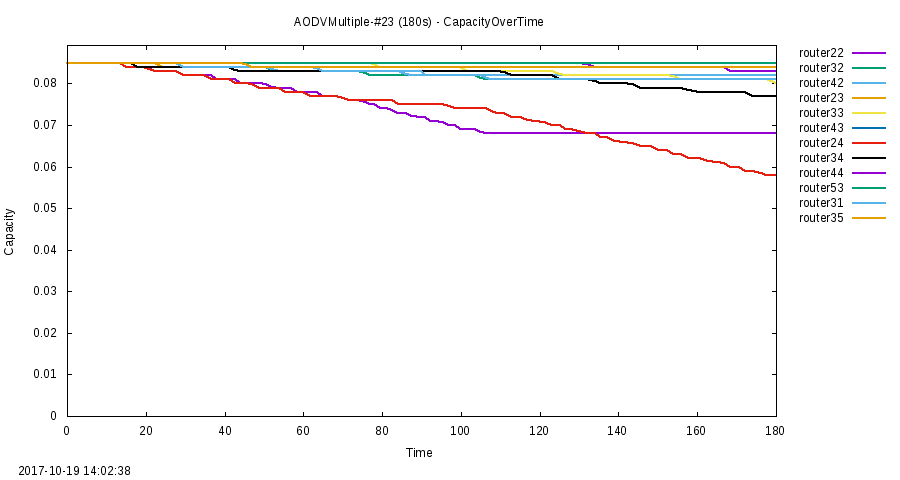 AODVMultiple-#23 (180s) - CapacityOverTime
router22
router32
router42
router23
router33
router43
router24
router34
router44
router53
router31
router35
0.08
0.07
0.06
0.05
0.04
0.03
0.02
0.01
0
Capacity
0 20 40 60 80 100 120 140 160 180
Time
2017-10-19 14:02:38